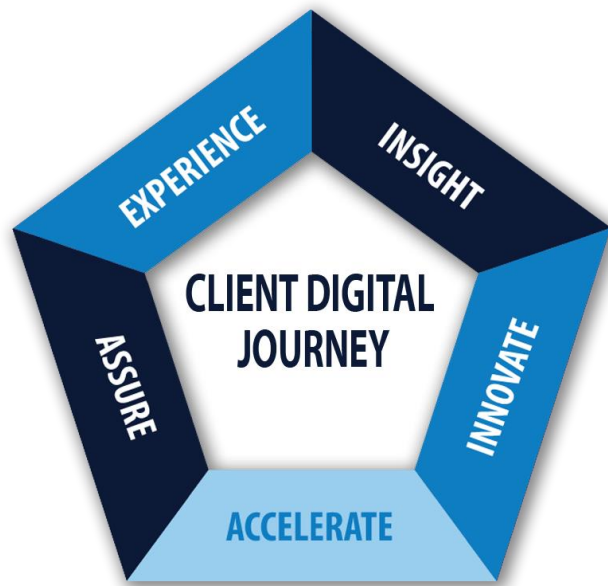 EXPERIENCE
INSIGHT
CLIENT DIGITAL
JOURNEY
ASSURE
INNOVATE
ACCELERATE